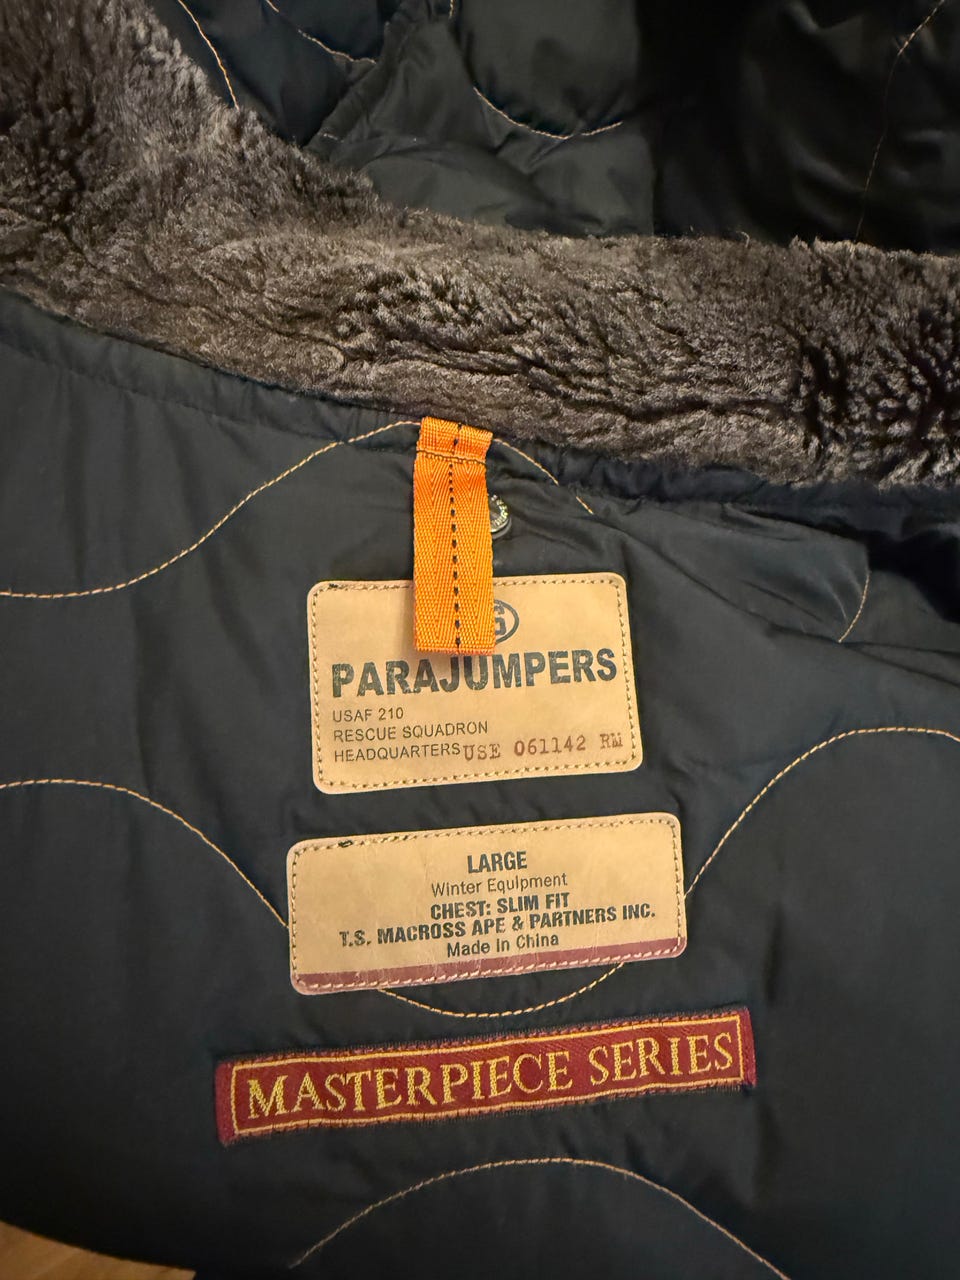 PARAJUMPERS
USAF 210
RESCUE SQUADRON
HEADQUARTERS USE 061142 RM
LARGE
Winter Equipment
CHEST: SLIM FIT
T.S. MACROSS APE & PARTNERS INC.
Made in China
MASTERPIECE SERIES